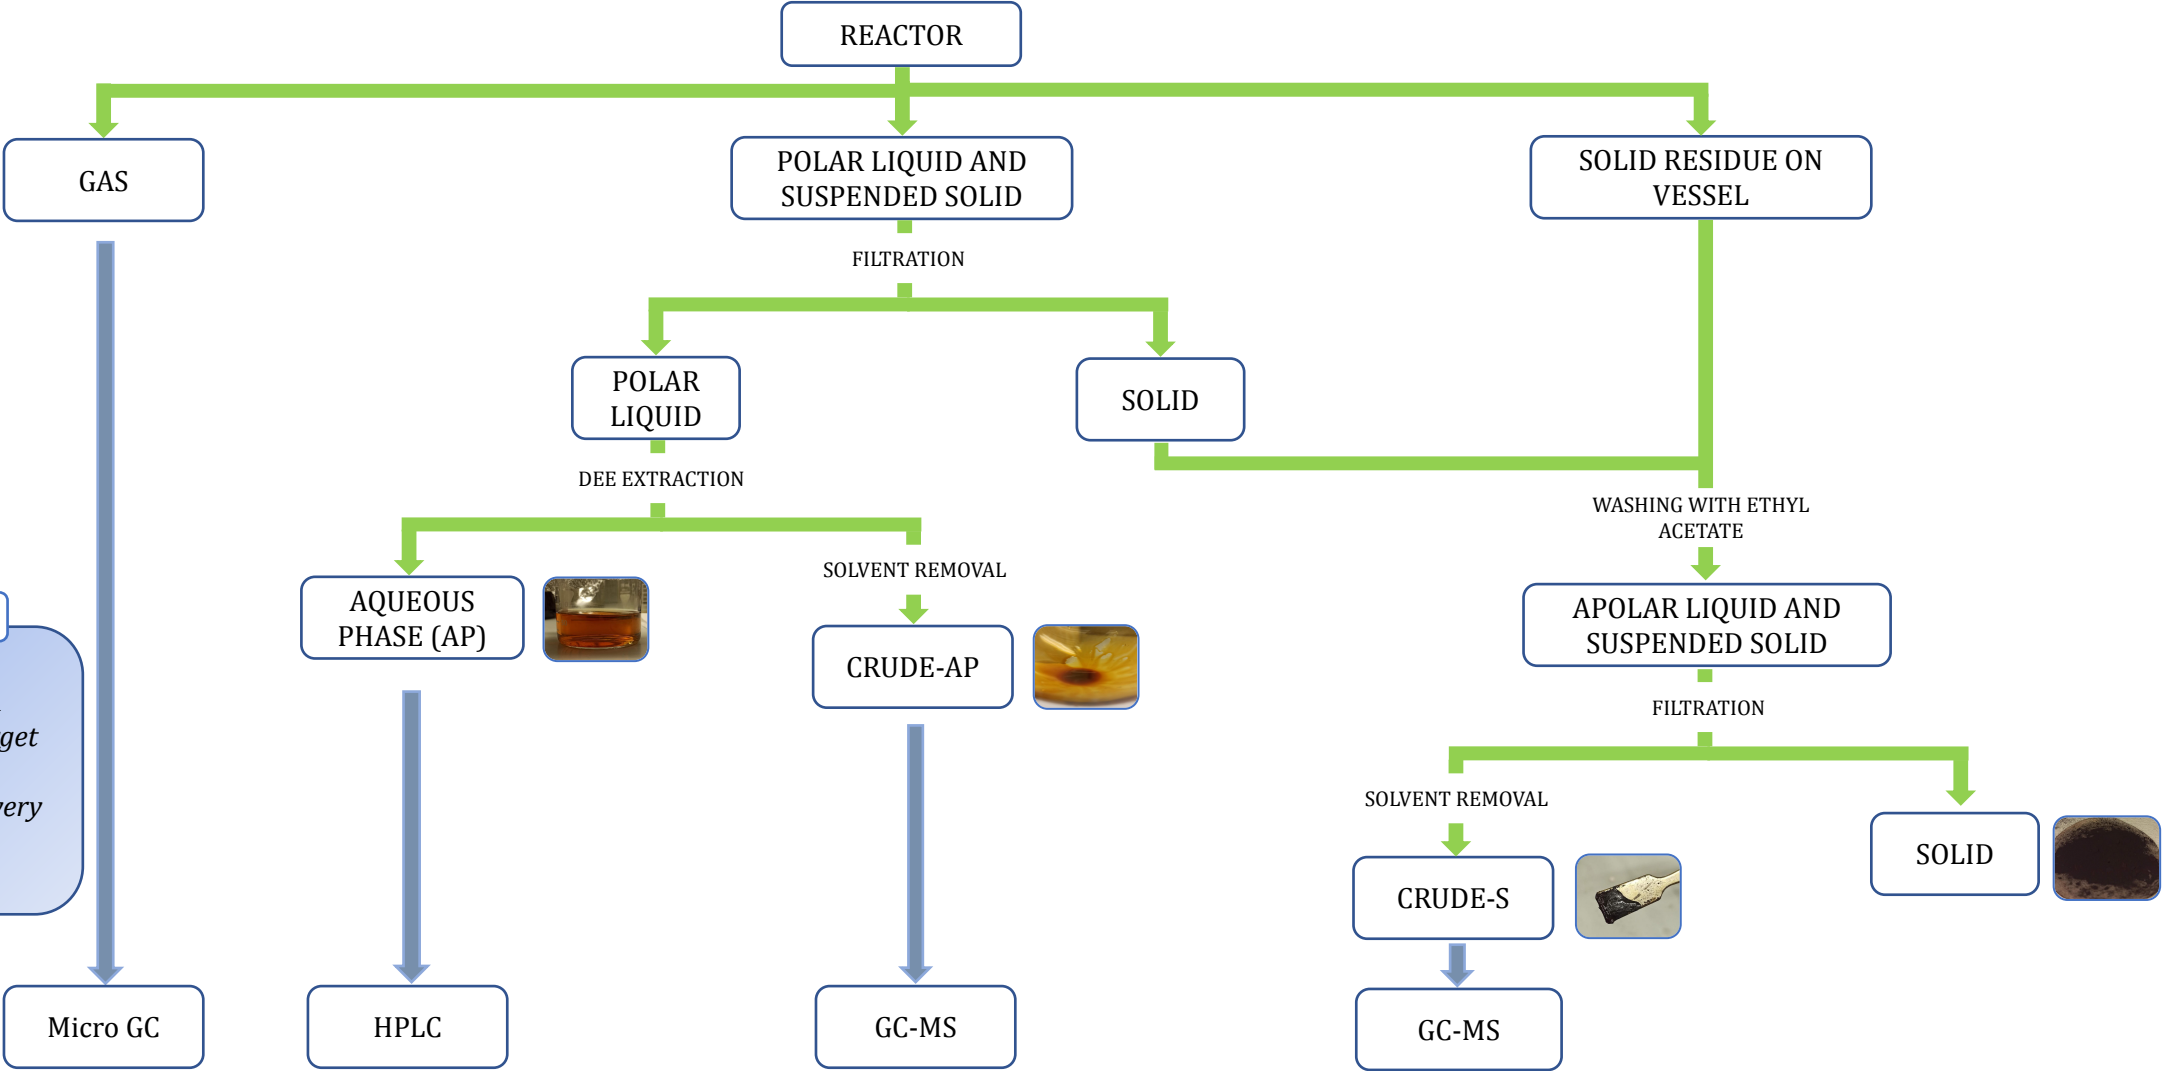 REACTOR
GAS
POLAR LIQUID AND
SUSPENDED SOLID
SOLID RESIDUE ON
VESSEL
FILTRATION
POLAR
LIQUID
SOLID
DEE EXTRACTION
WASHING WITH ETHYL
ACETATE
SOLVENT REMOVAL
AQUEOUS
PHASE (AP)
CRUDE-AP
APOLAR LIQUID AND
SUSPENDED SOLID
FILTRATION
SOLVENT REMOVAL
SOLID
CRUDE-S
Micro GC
HPLC
GC-MS
GC-MS